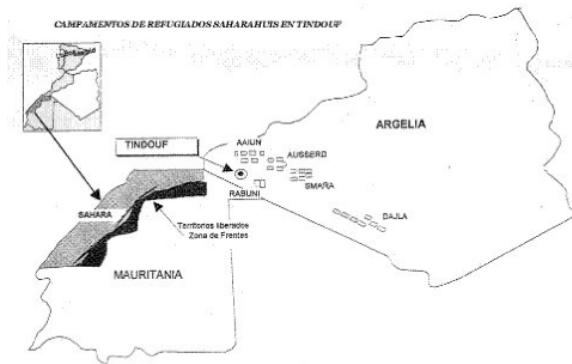 CAMPAMENTOS DE REFUGIADOS SAHARAHUIS EN TINDOUF
TINDOUF
AAIUN
ARGELIA
AUSSERD
SMARA
RABUNI
DAJLA
SAHARA
Territorios liberados
Zona de Frentes
MAURITANIA